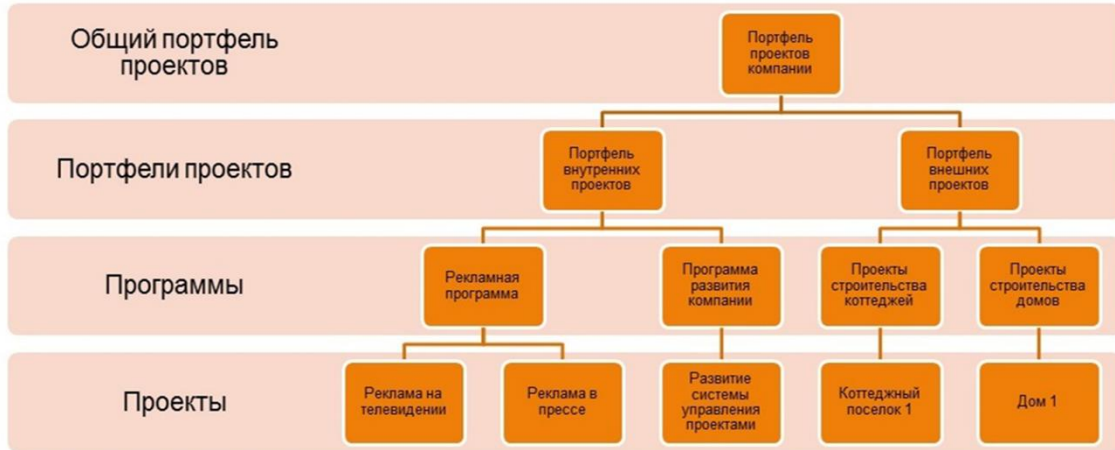 Общий портфель
проектов
Портфель
проектов
компании
Портфели проектов
Портфель
внутренних
проектов
Портфель
внешних
проектов
Программы
Рекламная
программа
Программа
развития
компании
Проекты
строительства
коттеджей
Проекты
строительства
домов
Проекты
Реклама на
телевидении
Реклама в
прессе
Развитие
системы
управления
проектами
Коттеджный
поселок 1
Дом 1